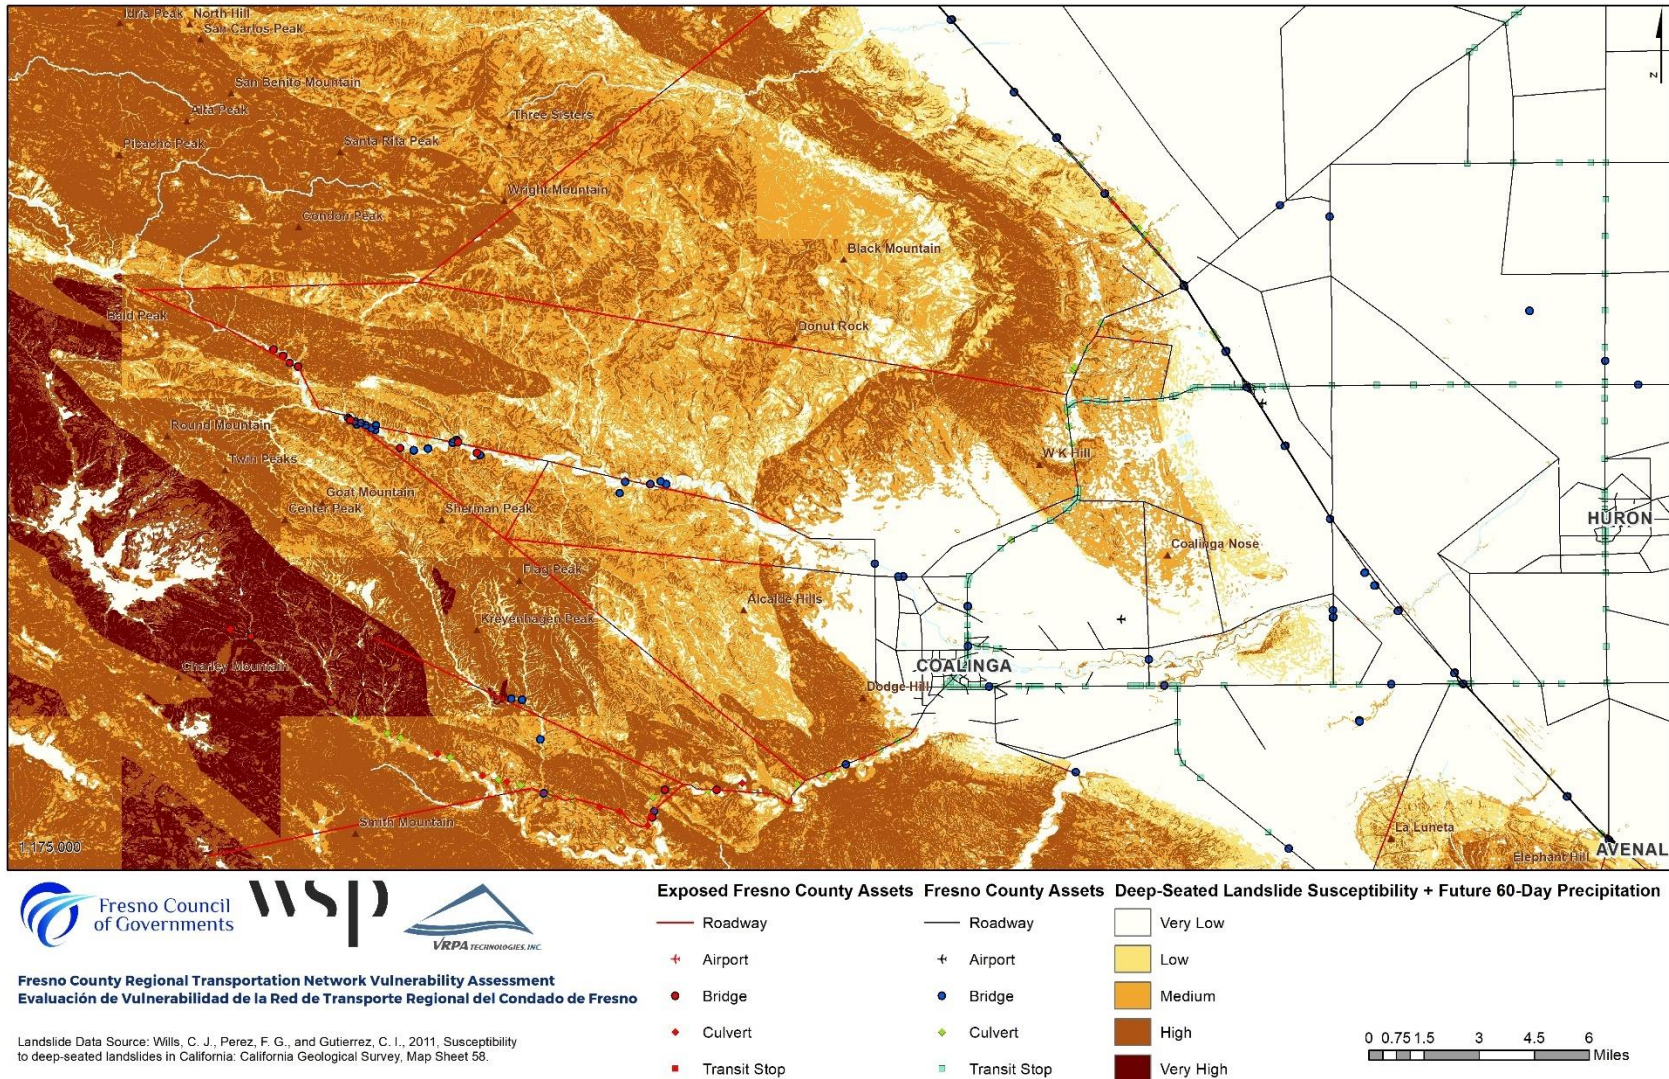 Idria Peak
North Hill
San Carlos Peak
San Benito Mountain
Alta Peak
Three Sisters
Picacho Peak
Santa Rita Peak
Wright Mountain
Condon Peak
Black Mountain
Bald Peak
Donut Rock
Round Mountain
Twin Peaks
W K Hill
Goat Mountain
Center Peak
Sherman Peak
HURON
Coalinga Nose
Flag Peak
Alcalde Hills
Kreyenhagen Peak
Charley Mountain
COALINGA
Dodge Hill
Smith Mountain
La Luneta
Elephant Hill
AVENAL
1:175,000
N
Fresno Council
of Governments
wsp
VRPA TECHNOLOGIES, INC.
Fresno County Regional Transportation Network Vulnerability Assessment
Evaluación de Vulnerabilidad de la Red de Transporte Regional del Condado de Fresno
Landslide Data Source: Wills, C. J., Perez, F. G., and Gutierrez, C. I., 2011, Susceptibility
to deep-seated landslides in California: California Geological Survey, Map Sheet 58.
Exposed Fresno County Assets
Roadway
Airport
Bridge
Culvert
Transit Stop
Fresno County Assets
Roadway
Airport
Bridge
Culvert
Transit Stop
Deep-Seated Landslide Susceptibility + Future 60-Day Precipitation
Very Low
Low
Medium
High
Very High
0 0.75 1.5 3 4.5 6
Miles